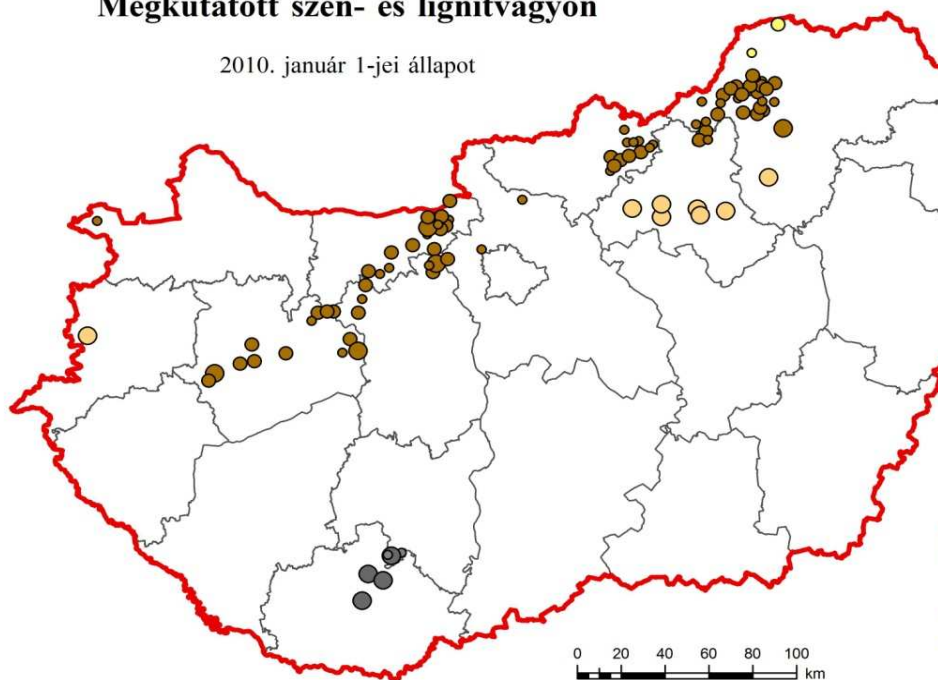 Megkutatott szén- és lignitvagyon
2010. január 1-jei állapot
0 20 40 60 80 100
km